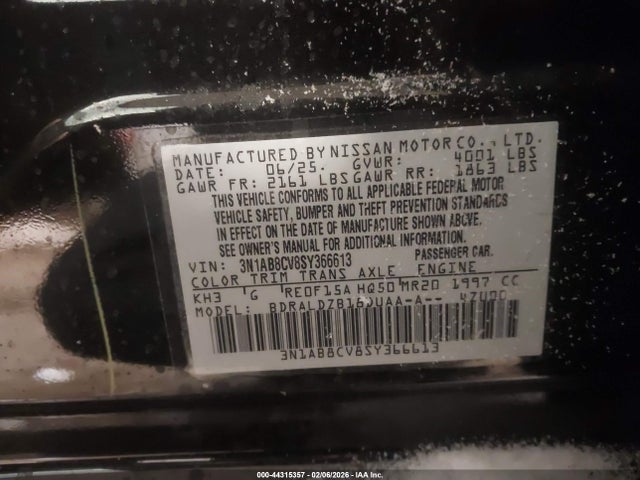 MANUFACTURED BY NISSAN MOTOR CO., LTD.
DATE: 06/25. GVWR: 4001 LBS
GAWR FR: 2161 LBS GAWR RR: 1863 LBS
THIS VEHICLE CONFORMS TO ALL APPLICABLE FEDERAL MOTOR
VEHICLE SAFETY, BUMPER AND THEFT PREVENTION STANDARDS
IN EFFECT ON THE DATE OF MANUFACTURE SHOWN ABOVE.
SEE OWNER'S MANUAL FOR ADDITIONAL INFORMATION
VIN: 3N1AB8CV8SY366613 PASSENGER CAR.
COLOR TRIM TRANS AXLE ENGINE
KH3 G RE0F15A HQ50 MR20 1997 CC
MODEL:
3N1AB8CV8SY366613
000-44315357 - 02/06/2026 - IAA Inc.